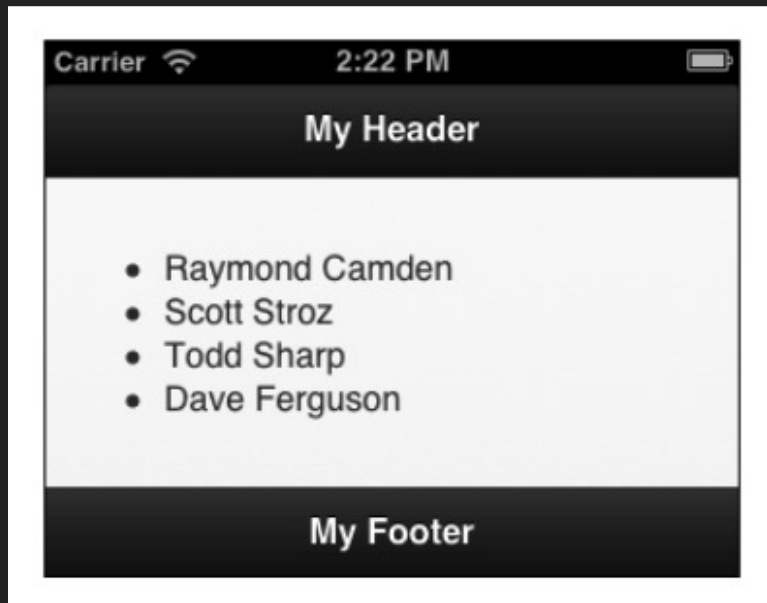 Carrier 2:22 PM
My Header
• Raymond Camden
• Scott Stroz
• Todd Sharp
• Dave Ferguson
My Footer